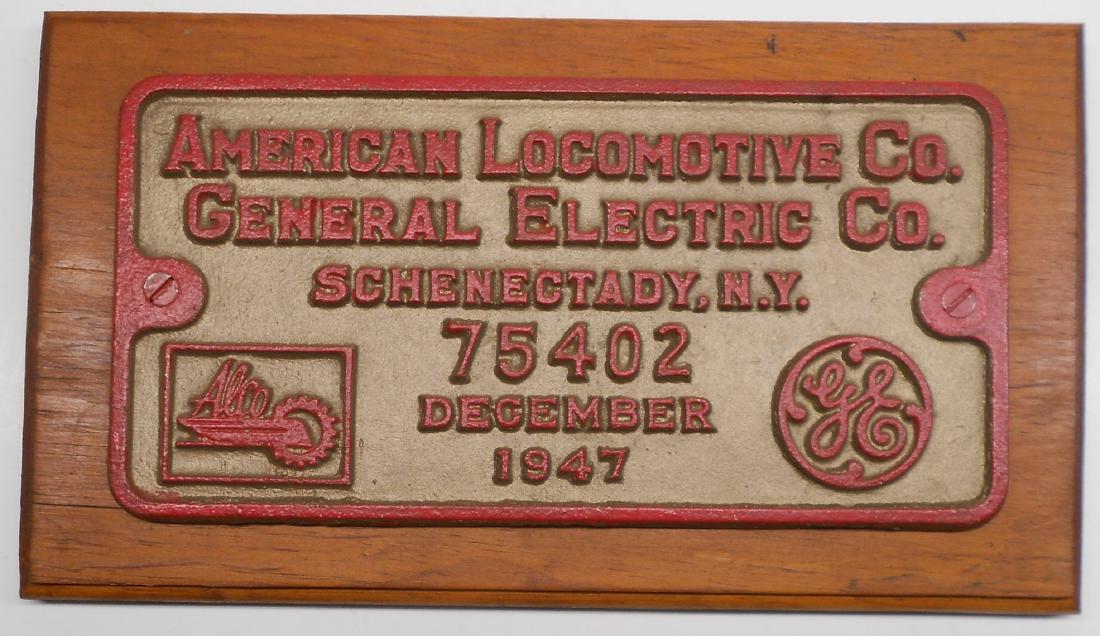 AMERICAN LOCOMOTIVE CO.
GENERAL ELECTRIC CO.
SCHENECTADY, N.Y.
75402
DECEMBER
1947
Alco
GE